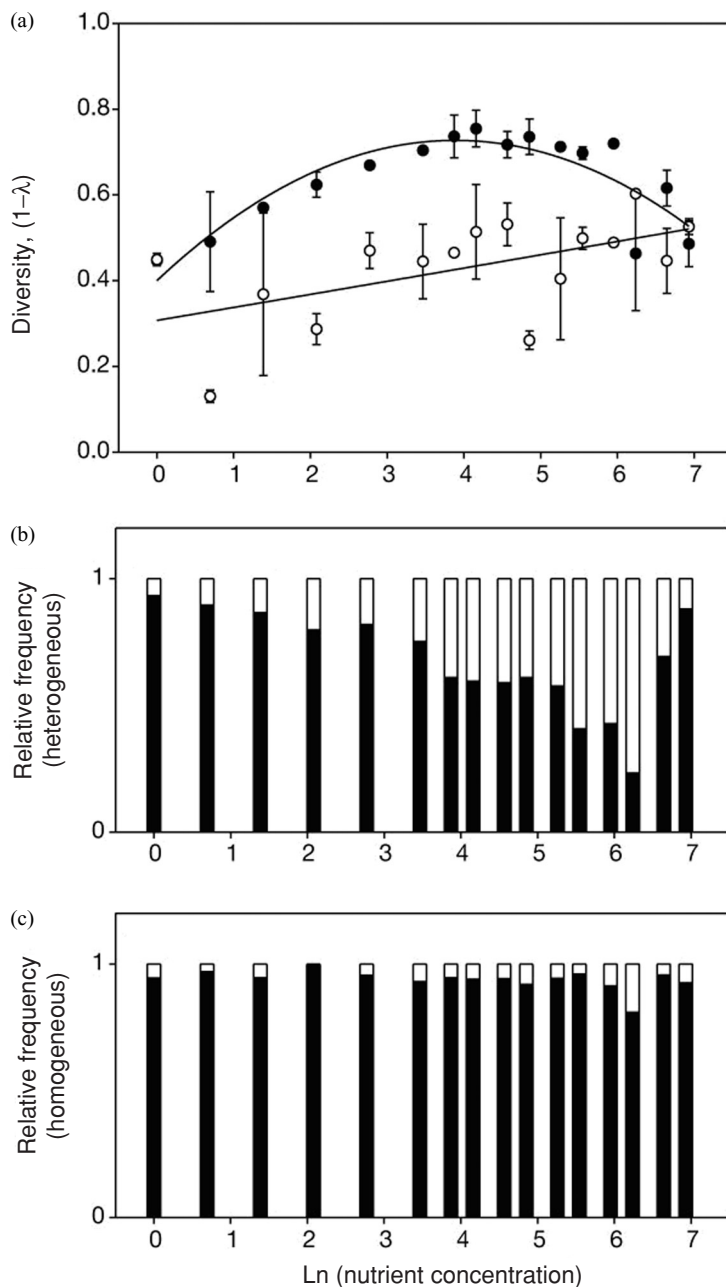 (a)
1.0
0.8
0.6
0.4
0.2
0.0
Diversity, (1–λ)
0 1 2 3 4 5 6 7
(b)
1
0
Relative frequency
(heterogeneous)
0 1 2 3 4 5 6 7
(c)
1
0
Relative frequency
(homogeneous)
0 1 2 3 4 5 6 7
Ln (nutrient concentration)